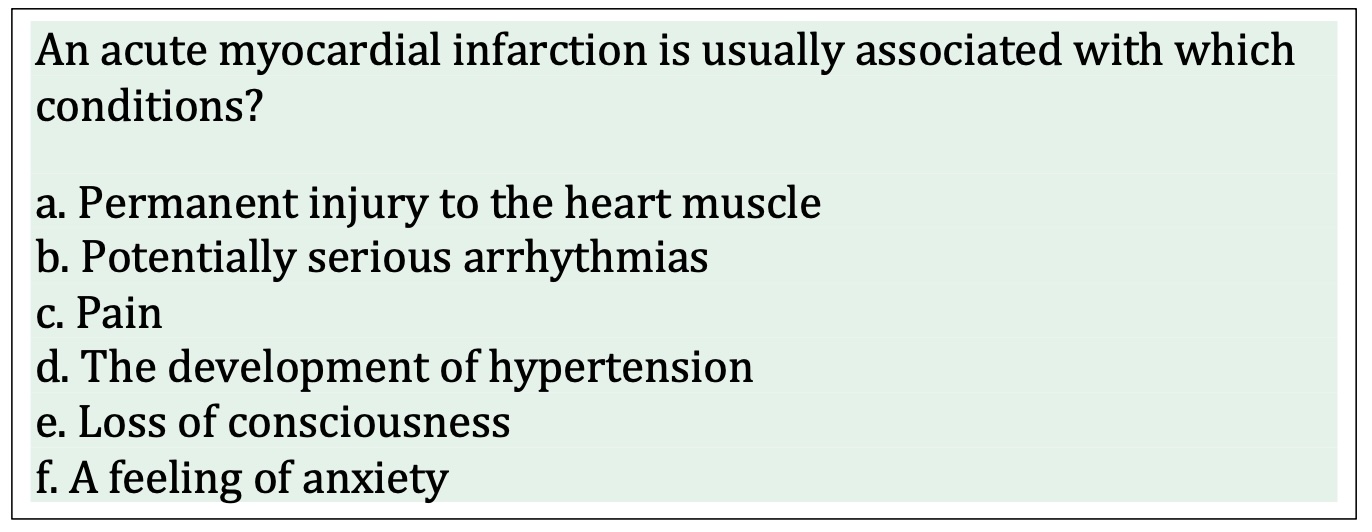 An acute myocardial infarction is usually associated with which
conditions?
a. Permanent injury to the heart muscle
b. Potentially serious arrhythmias
c. Pain
d. The development of hypertension
e. Loss of consciousness
f. A feeling of anxiety